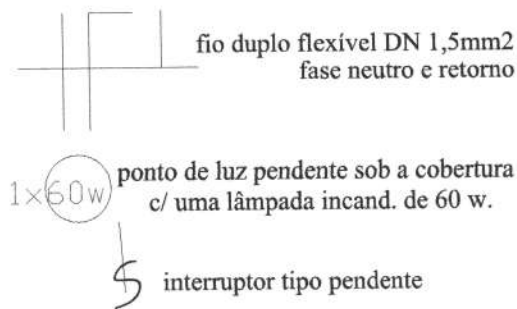 fio duplo flexível DN 1,5mm2
fase neutro e retorno
1×60w
ponto de luz pendente sob a cobertura
c/ uma lâmpada incand. de 60 w.
S
interruptor tipo pendente